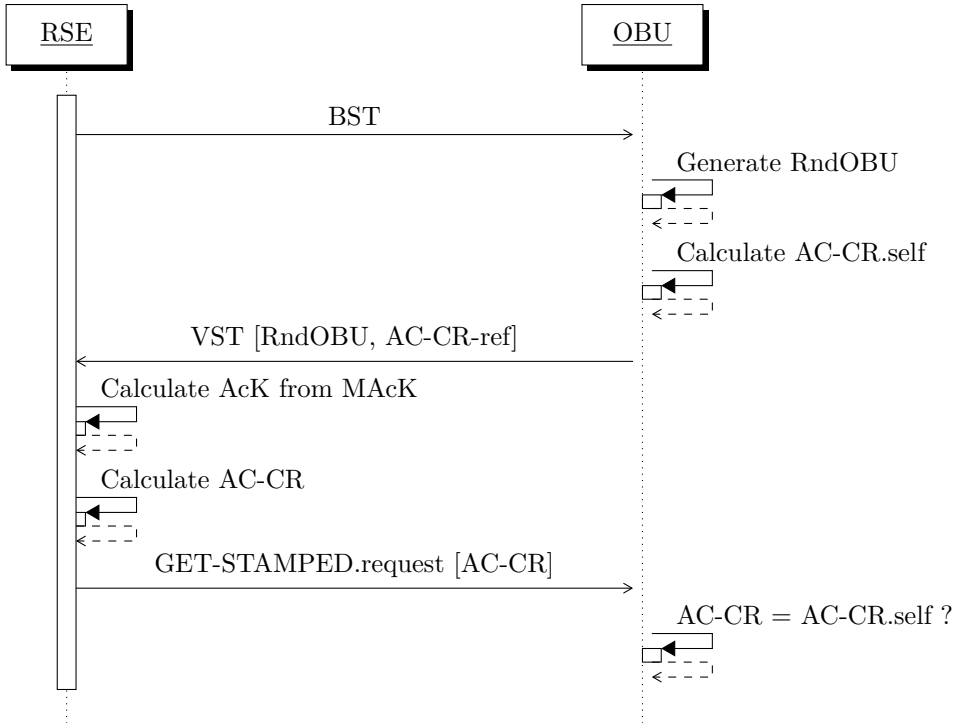 RSE
OBU
BST
Generate RndOBU
Calculate AC-CR.self
VST [RndOBU, AC-CR-ref]
Calculate AcK from MAcK
Calculate AC-CR
GET-STAMPED.request [AC-CR]
AC-CR = AC-CR.self ?